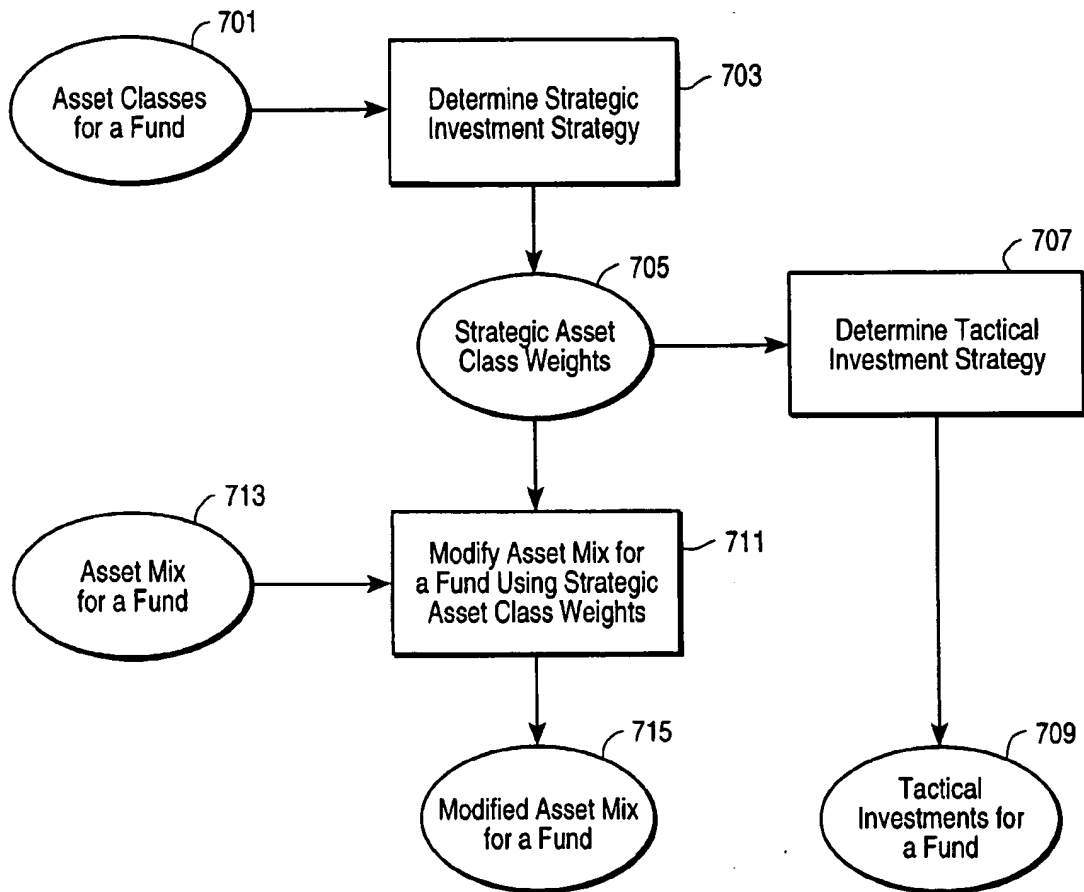 701
Asset Classes
for a Fund
703
Determine Strategic
Investment Strategy
705
Strategic Asset
Class Weights
707
Determine Tactical
Investment Strategy
713
Asset Mix
for a Fund
711
Modify Asset Mix for
a Fund Using Strategic
Asset Class Weights
715
Modified Asset Mix
for a Fund
709
Tactical
Investments for
a Fund